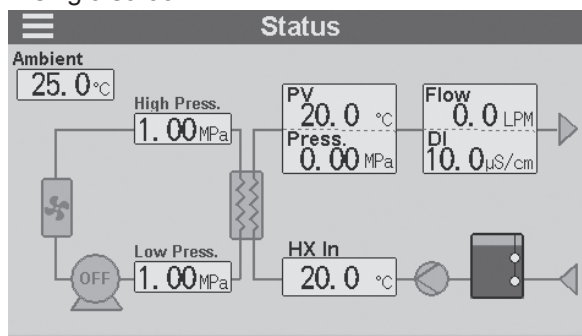 Status
Ambient
25.0°C
High Press.
1.00MPa
PV
20.0 °C
Press.
0.00 MPa
Flow
0.0 LPM
DI
10.0µS/cm
OFF
Low Press.
1.00MPa
HX In
20.0 °C